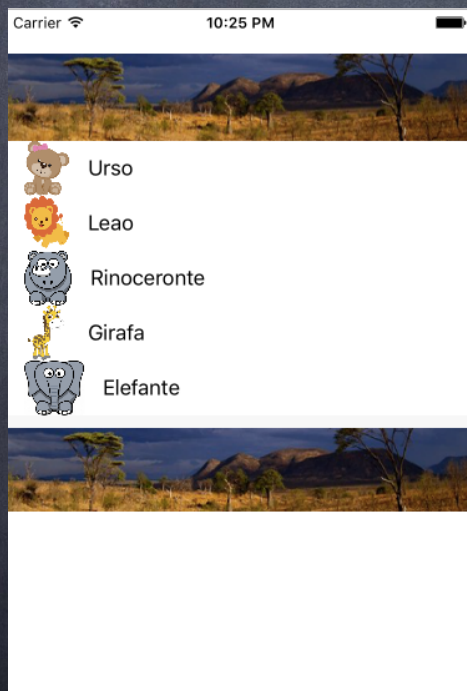 Carrier
10:25 PM
Urso
Leao
Rinoceronte
Girafa
Elefante